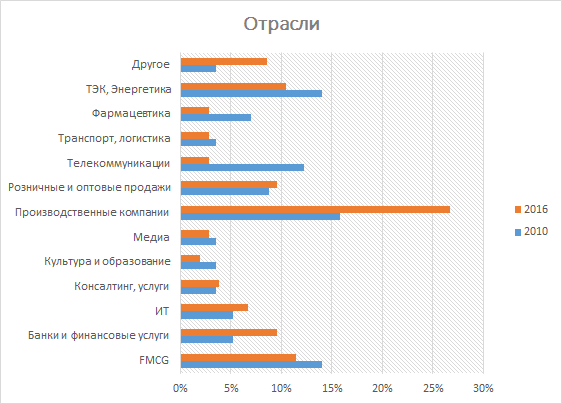 Отрасли
Другое
ТЭК, Энергетика
Фармацевтика
Транспорт, логистика
Телекоммуникации
Розничные и оптовые продажи
Производственные компании
Медиа
Культура и образование
Консалтинг, услуги
ИТ
Банки и финансовые услуги
FMCG
0% 5% 10% 15% 20% 25% 30%
2016
2010